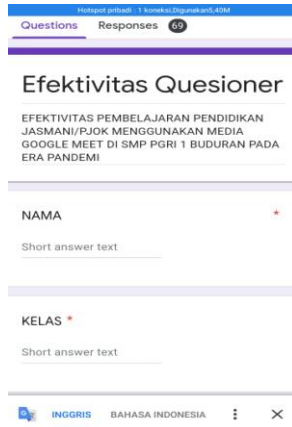 Hotspot pribadi : 1 koneksi,Digunakan5,40M
Questions Responses 69
Efektivitas Quesioner
EFEKTIVITAS PEMBELAJARAN PENDIDIKAN
JASMANI/PJOK MENGGUNAKAN MEDIA
GOOGLE MEET DI SMP PGRI 1 BUDURAN PADA
ERA PANDEMI
NAMA *
Short answer text
KELAS *
Short answer text
INGGRIS BAHASA INDONESIA